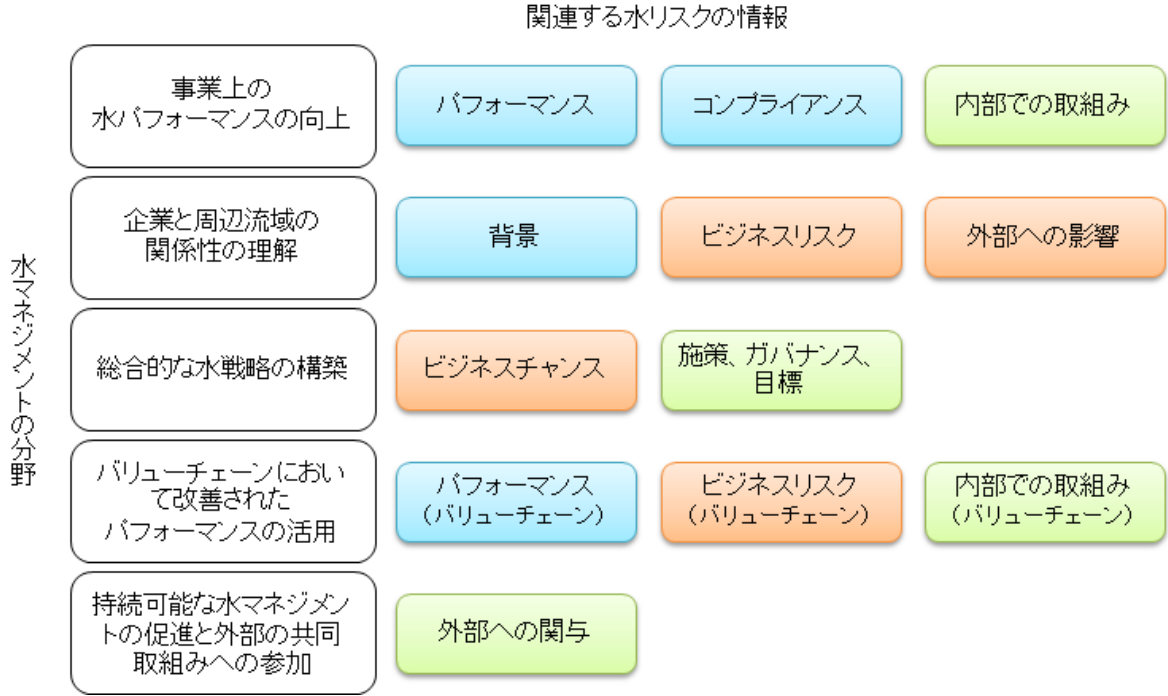 関連する水リスクの情報
水マネジメントの分野
事業上の
水パフォーマンスの向上
パフォーマンス
コンプライアンス
内部での取組み
企業と周辺流域の
関係性の理解
背景
ビジネスリスク
外部への影響
総合的な水戦略の構築
ビジネスチャンス
施策、ガバナンス、
目標
バリューチェーンにおい
て改善された
パフォーマンスの活用
パフォーマンス
（バリューチェーン）
ビジネスリスク
（バリューチェーン）
内部での取組み
（バリューチェーン）
持続可能な水マネジメン
トの促進と外部の共同
取組みへの参加
外部への関与